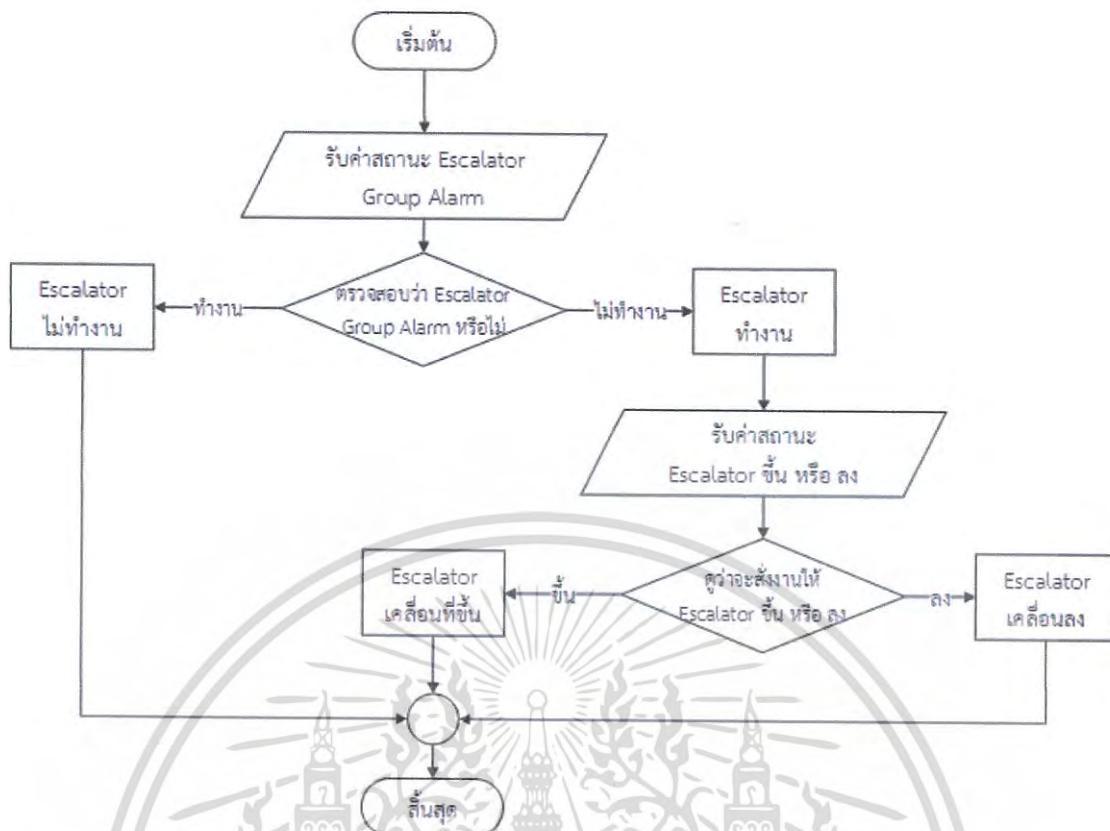 เริ่มต้น
รับค่าสถานะ Escalator
Group Alarm
ตรวจสอบว่า Escalator
Group Alarm หรือไม่
ทำงาน
Escalator
ไม่ทำงาน
ไม่ทำงาน
Escalator
ทำงาน
รับค่าสถานะ
Escalator ขึ้น หรือ ลง
ดูว่าจะสั่งงานให้
Escalator ขึ้น หรือ ลง
ขึ้น
Escalator
เคลื่อนที่ขึ้น
ลง
Escalator
เคลื่อนลง
สิ้นสุด